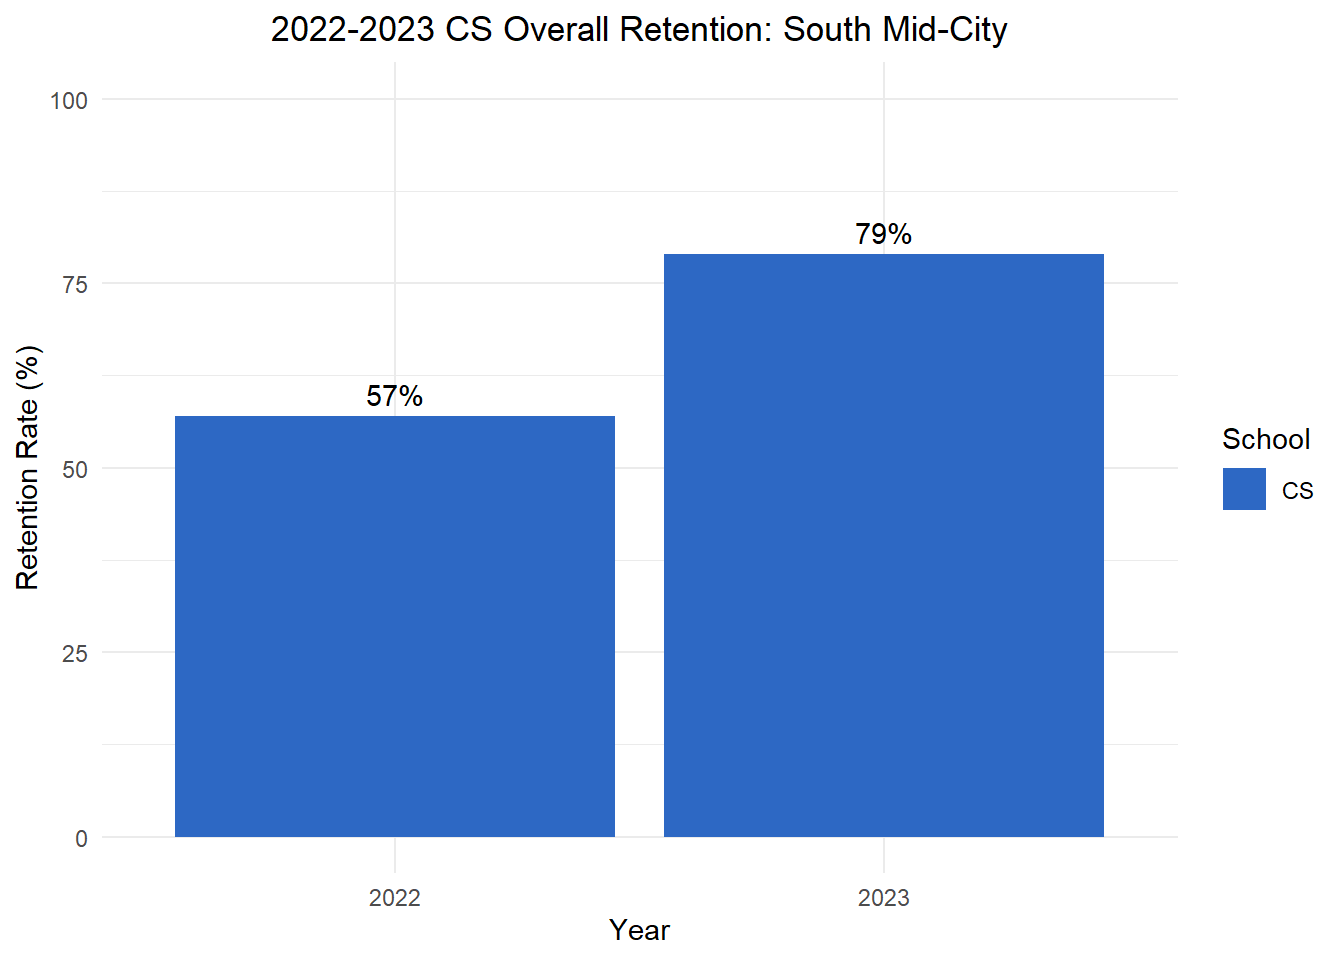 2022-2023 CS Overall Retention: South Mid-City
100
75
50
25
0
Retention Rate (%)
57%
79%
2022
2023
Year
School
CS